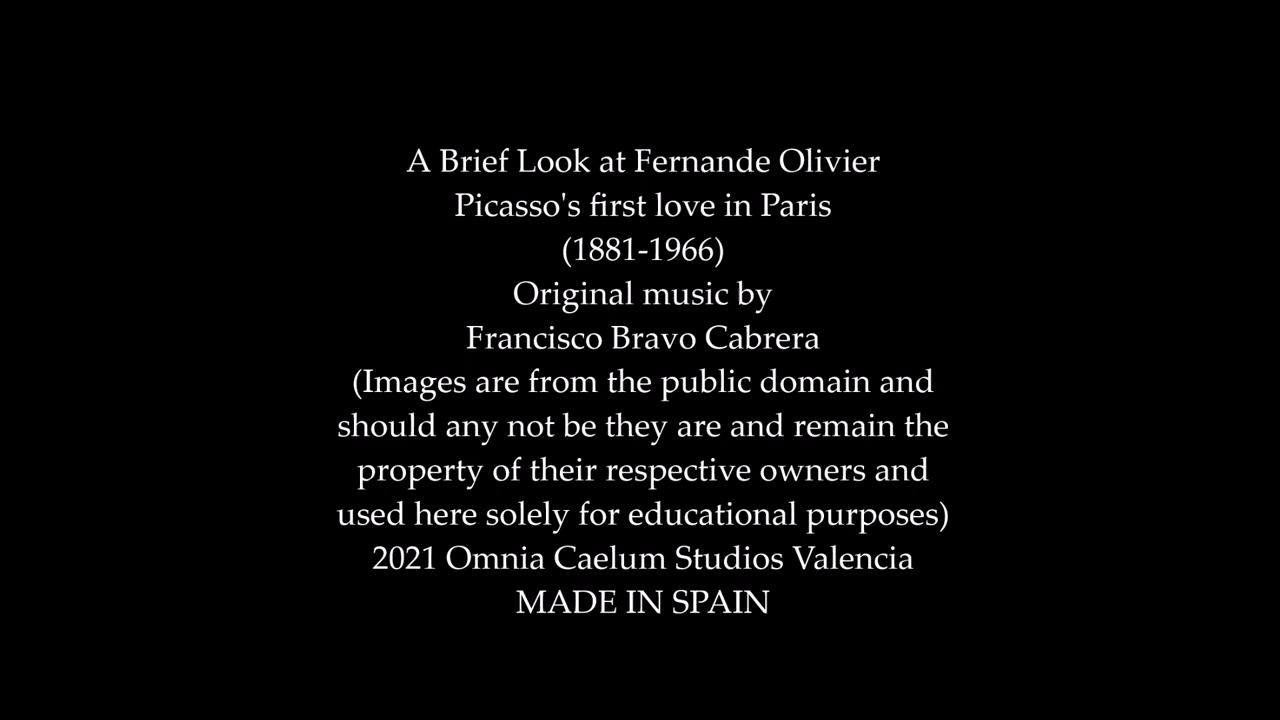 A Brief Look at Fernande Olivier
Picasso's first love in Paris
(1881-1966)
Original music by
Francisco Bravo Cabrera
(Images are from the public domain and
should any not be they are and remain the
property of their respective owners and
used here solely for educational purposes)
2021 Omnia Caelum Studios Valencia
MADE IN SPAIN